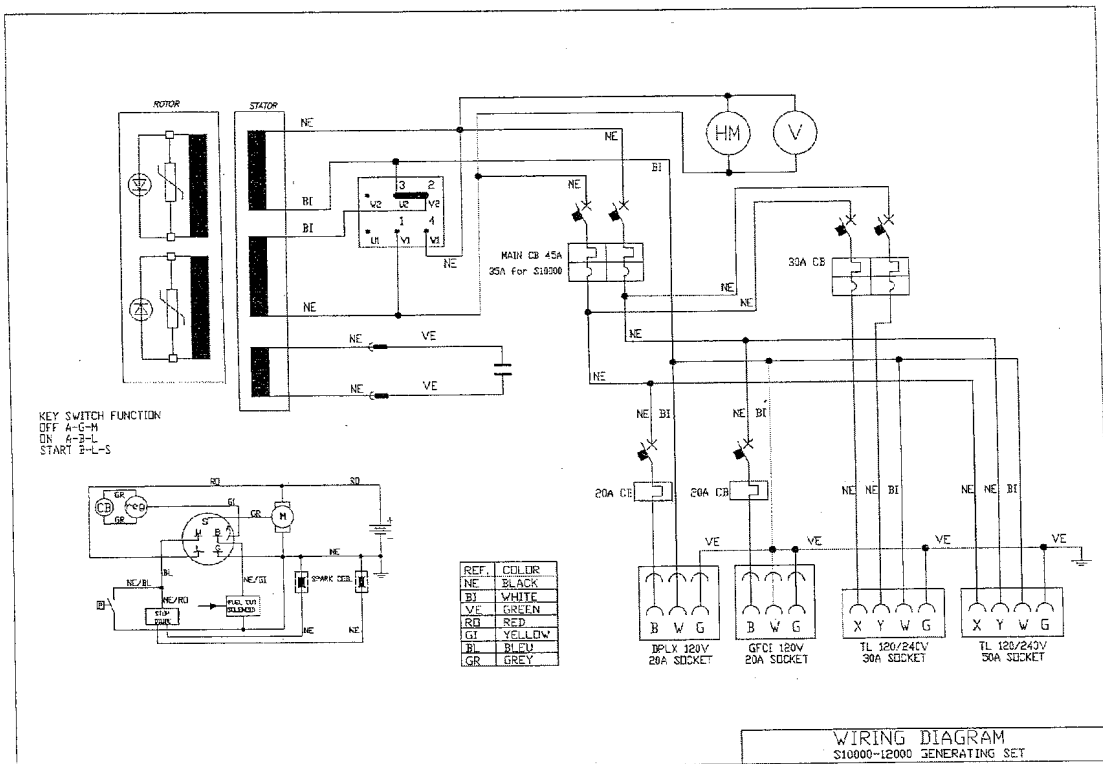 ROTOR
STATOR
NE
BI
BI
NE
NE VE
NE VE
3 2
W2 U2 V2
1 4
U1 V1 W1
NE
HM
V
NE
BI
NE
MAIN CB 45A
35A for S10000
30A CB
NE
NE
NE BI
NE BI
20A CB
20A CB
NE NE BI
NE NE BI
VE
VE
VE
VE
B W G
B W G
X Y W G
X Y W G
DPLX 120V
20A SOCKET
GFCI 120V
20A SOCKET
TL 120/240V
30A SOCKET
TL 120/240V
50A SOCKET
KEY SWITCH FUNCTION
OFF A-G-M
ON A-B-L
START B-L-S
RO
RO
GR
CB
GR
GI
GR
S
M
B
M
+
-
NE
BL
NE/BL
NE/RO
NE/GI
SPARK
FUEL CUT
SOLENOID
STOP
NE
NE
REF. COLOR
NE BLACK
BI WHITE
VE GREEN
RO RED
GI YELLOW
BL BLEU
GR GREY
WIRING DIAGRAM
S10000-12000 GENERATING SET